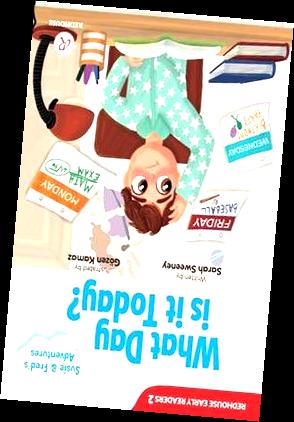 REDHOUSE EARLY READERS 2
Susie & Fred's
Adventures
What Day
is it Today?
Written by
Sarah Sweeney
Illustrated by
Gözen Kamaz
FRIDAY
BASEBALL
MONDAY
MATH
EXAM
WEDNESDAY
REDHOUSE